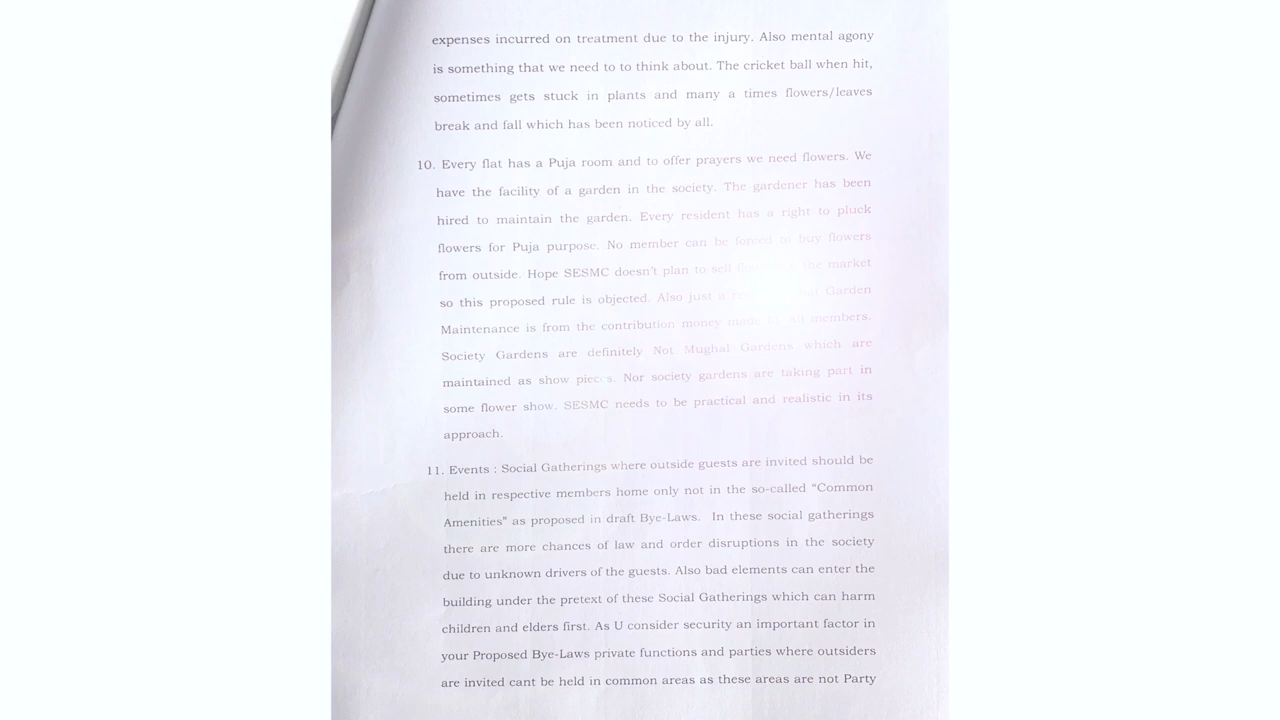 expenses incurred on treatment due to the injury. Also mental agony
is something that we need to to think about. The cricket ball when hit,
sometimes gets stuck in plants and many a times flowers/leaves
break and fall which has been noticed by all.
10. Every flat has a Puja room and to offer prayers we need flowers. We
have the facility of a garden in the society. The gardener has been
hired to maintain the garden. Every resident has a right to pluck
flowers for Puja purpose. No member can be forced to buy flowers
from outside. Hope SESMC doesn't plan to sell the market
so this proposed rule is objected. Also just a Garden
Maintenance is from the contribution money made by all members.
Society Gardens are definitely Not Mughal Gardens which are
maintained as show pieces. Nor society gardens are taking part in
some flower show. SESMC needs to be practical and realistic in its
approach.
11. Events : Social Gatherings where outside guests are invited should be
held in respective members home only not in the so-called "Common
Amenities" as proposed in draft Bye-Laws. In these social gatherings
there are more chances of law and order disruptions in the society
due to unknown drivers of the guests. Also bad elements can enter the
building under the pretext of these Social Gatherings which can harm
children and elders first. As U consider security an important factor in
your Proposed Bye-Laws private functions and parties where outsiders
are invited cant be held in common areas as these areas are not Party